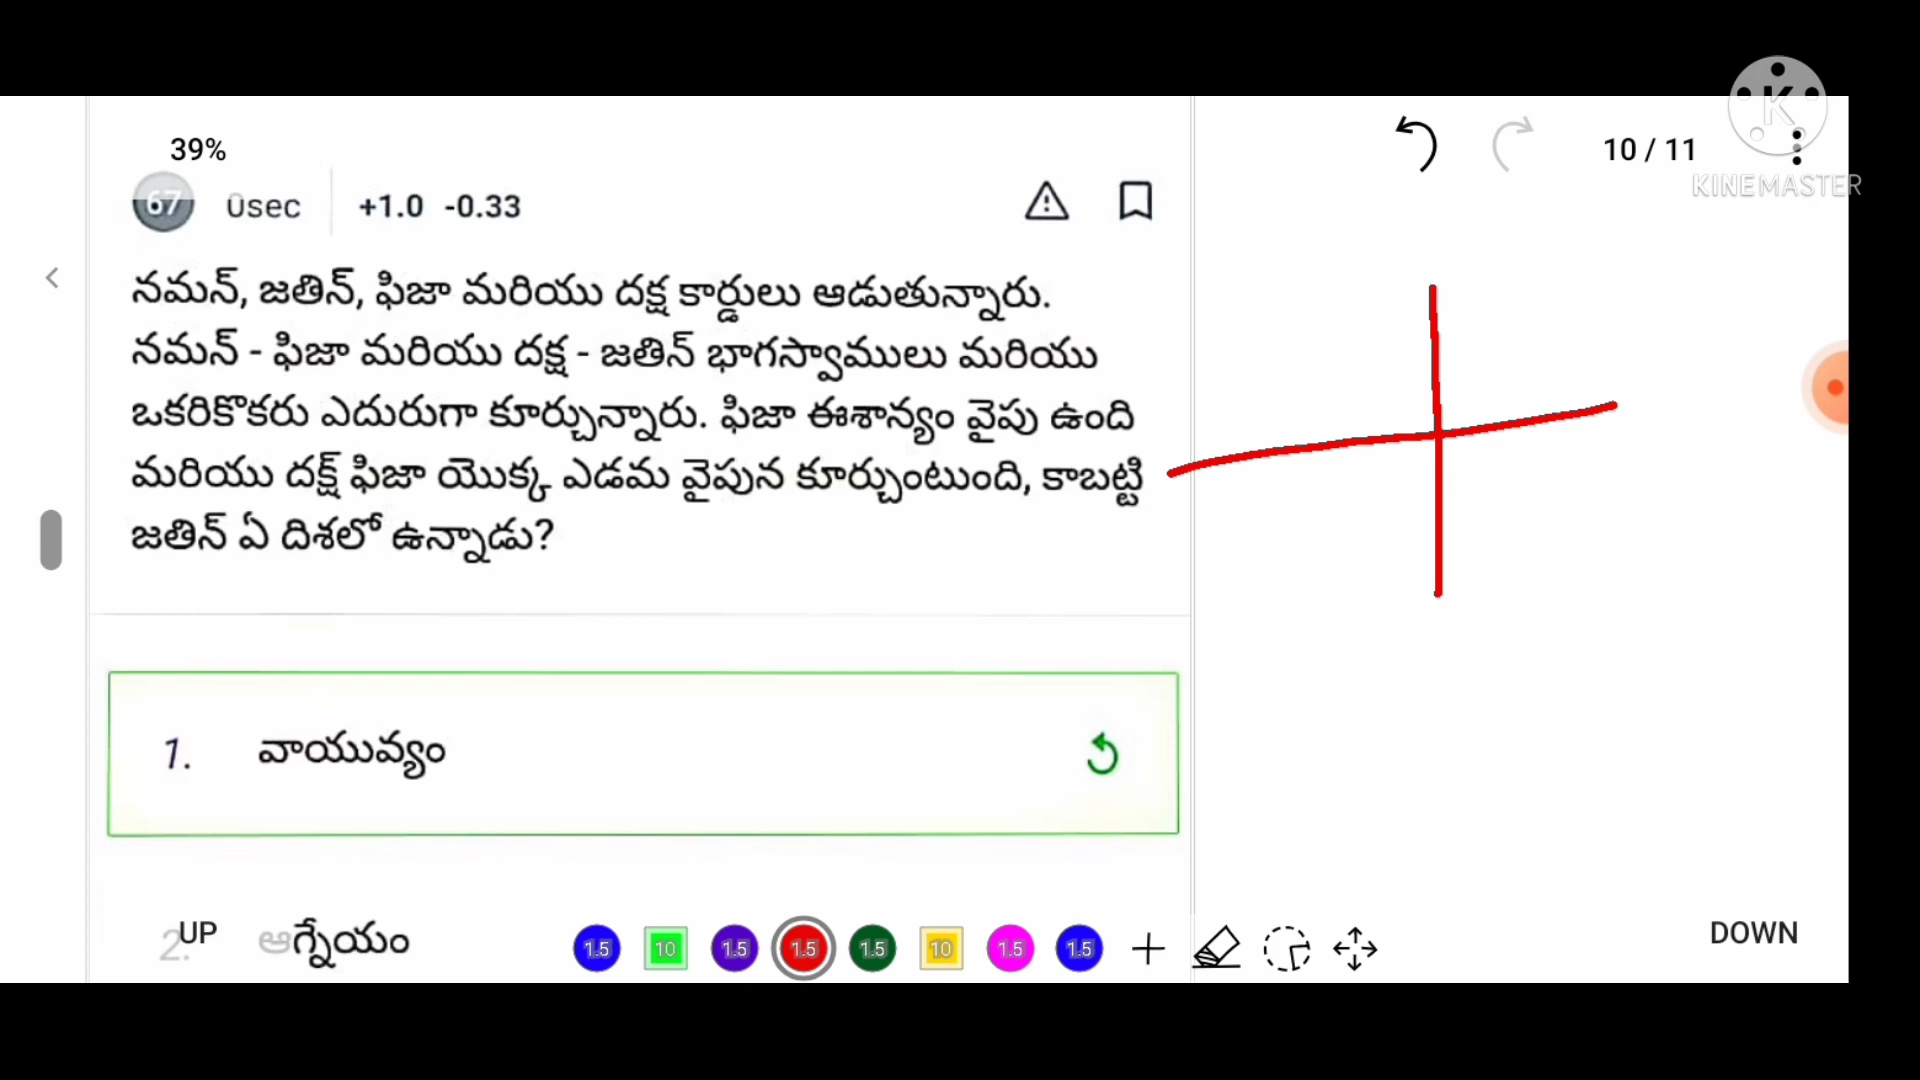 39%
10 / 11
KINEMASTER
67 0sec +1.0 -0.33
నమన్, జతిన్, ఫిజా మరియు దక్ష కార్డులు ఆడుతున్నారు.
నమన్ - ఫిజా మరియు దక్ష - జతిన్ భాగస్వాములు మరియు
ఒకరికొకరు ఎదురుగా కూర్చున్నారు. ఫిజా ఈశాన్యం వైపు ఉంది
మరియు దక్ష్ ఫిజా యొక్క ఎడమ వైపున కూర్చుంటుంది, కాబట్టి
జతిన్ ఏ దిశలో ఉన్నాడు?
1. వాయువ్యం
2. ఆగ్నేయం
UP
1.5 10 1.5 1.5 1.5 10 1.5 1.5
DOWN